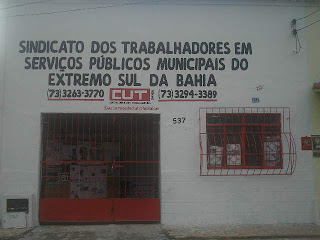 SINDICATO DOS TRABALHADORES EM
SERVIÇOS PÚBLICOS MUNICIPAIS DO
EXTREMO SUL DA BAHIA
(73)3263-3770 CUT (73)3294-3389
537